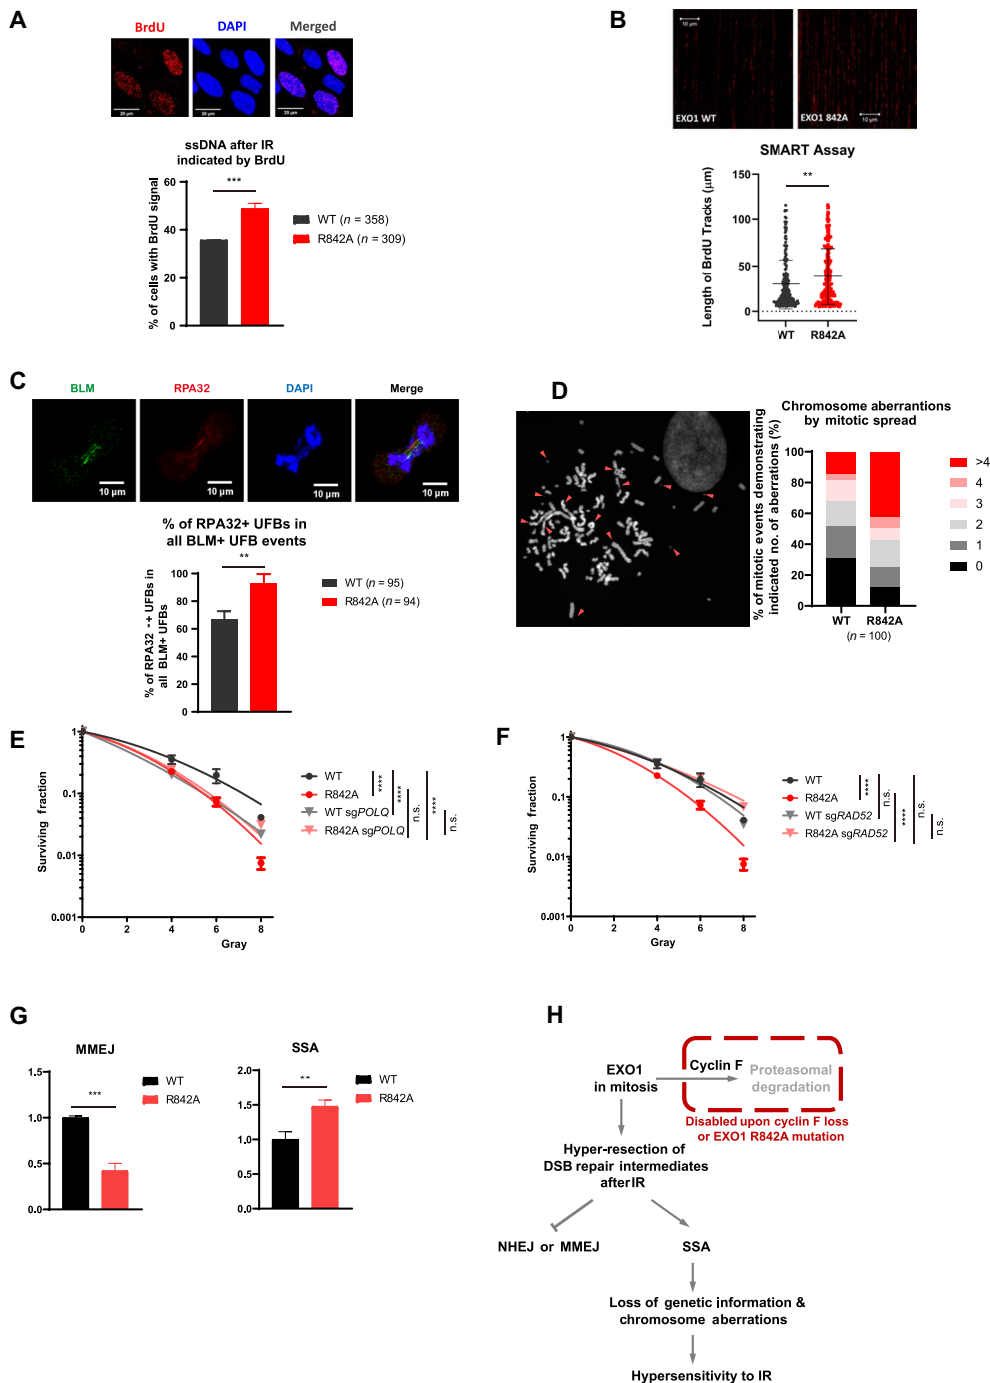 A
BrdU
DAPI
Merged
20 μm
20 μm
20 μm
ssDNA after IR
indicated by BrdU
% of cells with BrdU signal
60
40
20
0
***
WT (n = 358)
R842A (n = 309)
B
10 μm
EXO1 WT
EXO1 842A
10 μm
SMART Assay
Length of BrdU Tracks (μm)
150
100
50
0
**
WT
R842A
C
BLM
RPA32
DAPI
Merge
10 μm
10 μm
10 μm
10 μm
% of RPA32+ UFBs in
all BLM+ UFB events
% of RPA32 -+ UFBs in
all BLM+ UFBs
100
80
60
40
20
0
**
WT (n = 95)
R842A (n = 94)
D
Chromosome aberrantions
by mitotic spread
% of mitotic events demonstrating
indicated no. of aberrations (%)
100
80
60
40
20
0
WT
R842A
(n = 100)
>4
4
3
2
1
0
E
Surviving fraction
1
0.1
0.01
0.001
0
2
4
6
8
Gray
WT
R842A
WT sgPOLQ
R842A sgPOLQ
****
****
n.s.
****
n.s.
F
Surviving fraction
1
0.1
0.01
0.001
0
2
4
6
8
Gray
WT
R842A
WT sgRAD52
R842A sgRAD52
****
n.s.
****
n.s.
n.s.
G
MMEJ
1.5
1.0
0.5
0.0
***
WT
R842A
SSA
2.0
1.5
1.0
0.5
0.0
**
WT
R842A
H
EXO1
in mitosis
Cyclin F
Proteasomal
degradation
Disabled upon cyclin F loss
or EXO1 R842A mutation
Hyper-resection of
DSB repair intermediates
after IR
NHEJ or MMEJ
SSA
Loss of genetic information &
chromosome aberrations
Hypersensitivity to IR